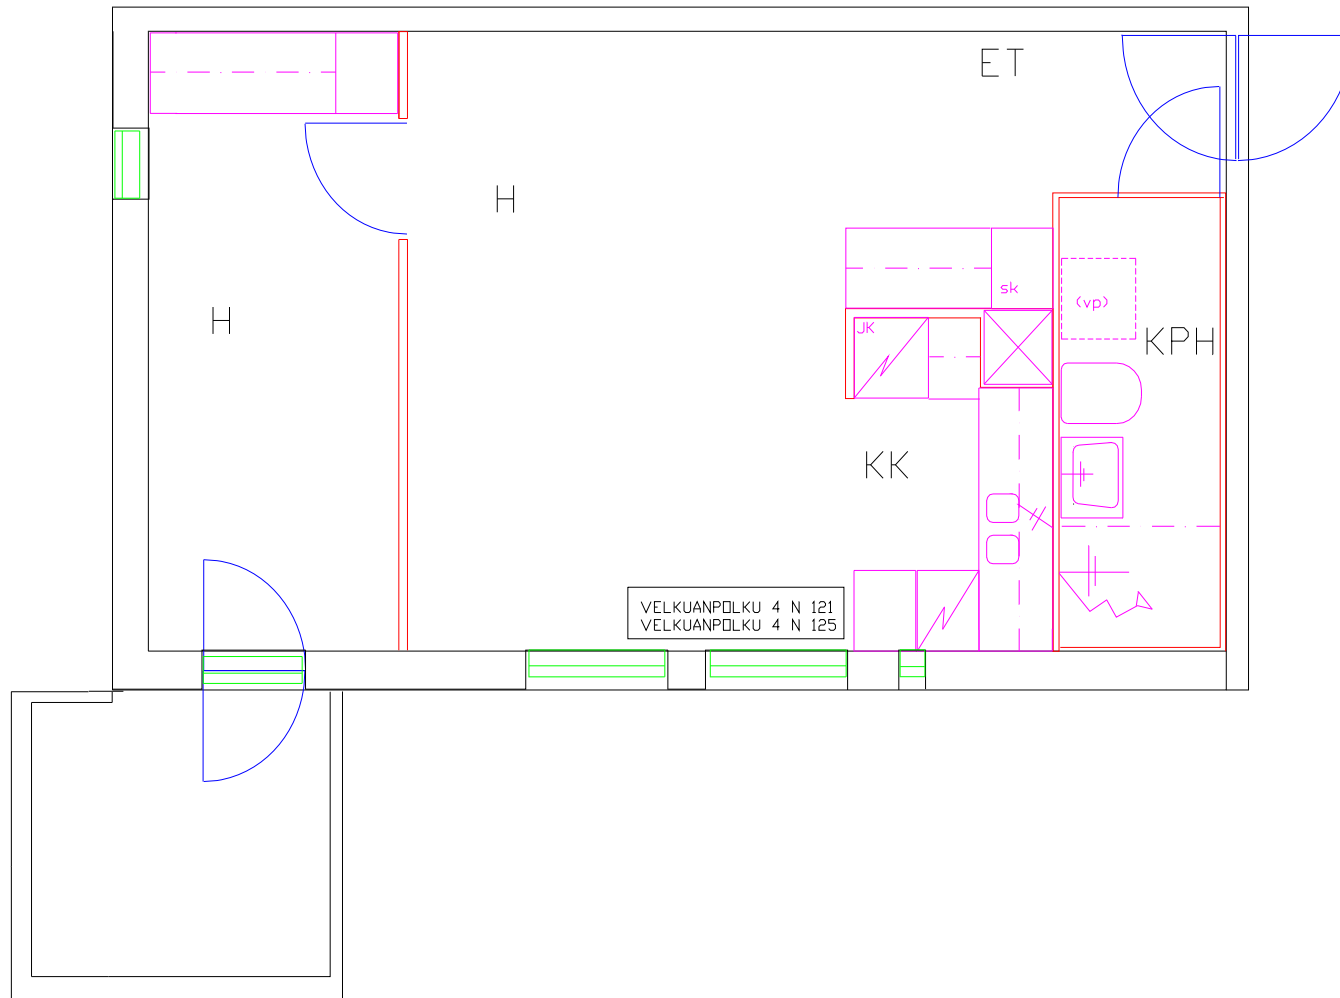 ET
H
sk
(vp)
H
JK
KPH
KK
VELKUANPOLKU 4 N 121
VELKUANPOLKU 4 N 125